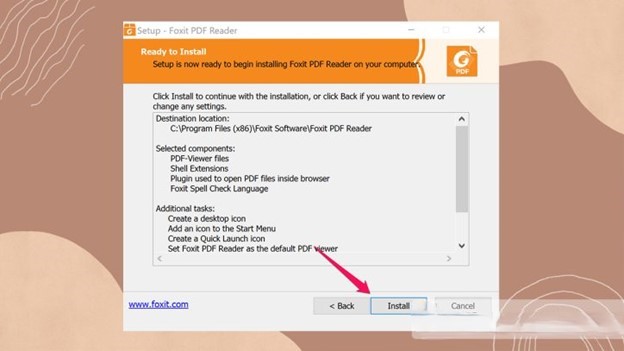 Setup - Foxit PDF Reader
Ready to Install
Setup is now ready to begin installing Foxit PDF Reader on your computer.
PDF
Click Install to continue with the installation, or click Back if you want to review or
change any settings.
Destination location:
C:\Program Files (x86)\Foxit Software\Foxit PDF Reader
Selected components:
PDF-Viewer files
Shell Extensions
Plugin used to open PDF files inside browser
Foxit Spell Check Language
Additional tasks:
Create a desktop icon
Add an icon to the Start Menu
Create a Quick Launch icon
Set Foxit PDF Reader as the default PDF viewer
www.foxit.com
< Back
Install
Cancel